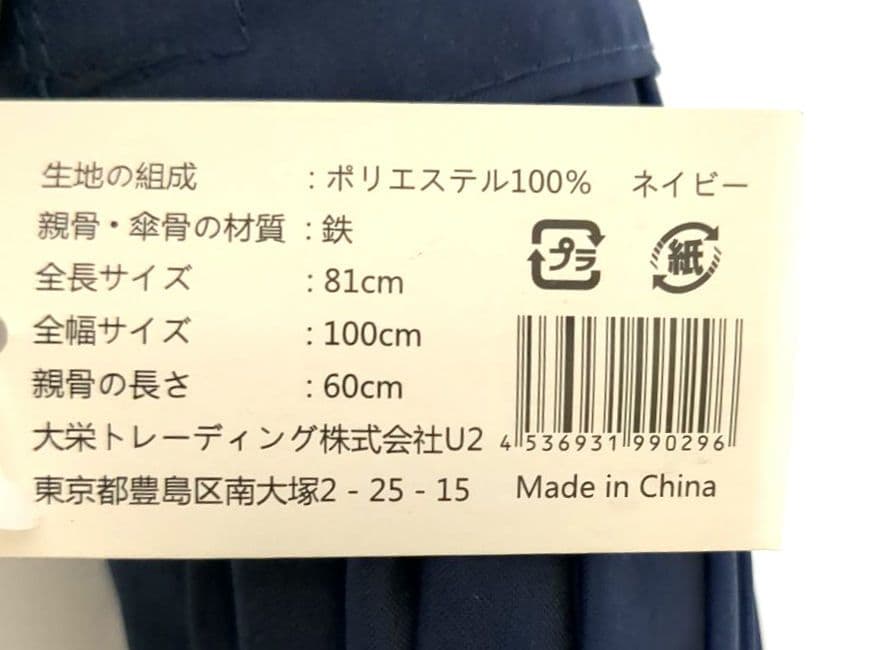 生地の組成 : ポリエステル100% ネイビー
親骨・傘骨の材質 : 鉄
全長サイズ : 81cm
全幅サイズ : 100cm
親骨の長さ : 60cm
大栄トレーディング株式会社U2
東京都豊島区南大塚2 - 25 - 15
プラ
紙
4 536931 990296
Made in China